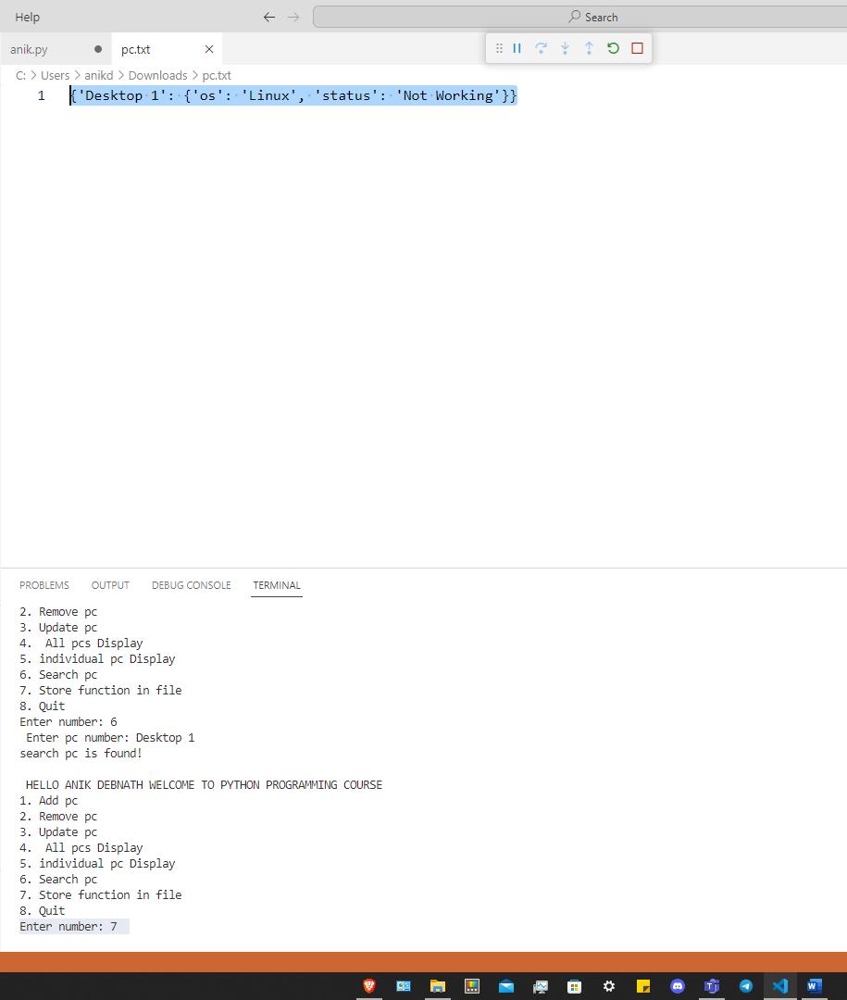 Help
Search
anik.py
pc.txt
C: > Users > anikd > Downloads > pc.txt
1 {'Desktop 1': {'os': 'Linux', 'status': 'Not Working'}}
PROBLEMS OUTPUT DEBUG CONSOLE TERMINAL
2. Remove pc
3. Update pc
4.  All pcs Display
5. individual pc Display
6. Search pc
7. Store function in file
8. Quit
Enter number: 6
 Enter pc number: Desktop 1
search pc is found!
 HELLO ANIK DEBNATH WELCOME TO PYTHON PROGRAMMING COURSE
1. Add pc
2. Remove pc
3. Update pc
4.  All pcs Display
5. individual pc Display
6. Search pc
7. Store function in file
8. Quit
Enter number: 7